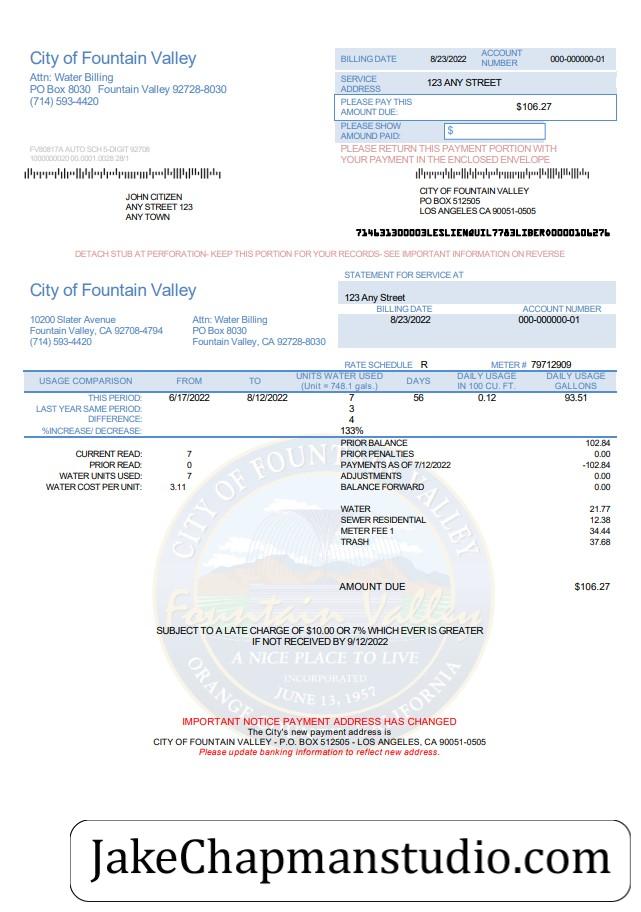 City of Fountain Valley
Attn: Water Billing
PO Box 8030 Fountain Valley 92728-8030
(714) 593-4420
BILLING DATE 8/23/2022 ACCOUNT NUMBER 000-000000-01
SERVICE ADDRESS 123 ANY STREET
PLEASE PAY THIS AMOUNT DUE: $106.27
PLEASE SHOW AMOUND PAID: $
PLEASE RETURN THIS PAYMENT PORTION WITH
YOUR PAYMENT IN THE ENCLOSED ENVELOPE
FV80817A AUTO SCH 5-DIGIT 92708
JOHN CITIZEN
ANY STREET 123
ANY TOWN
CITY OF FOUNTAIN VALLEY
PO BOX 512505
LOS ANGELES CA 90051-0505
DETACH STUB AT PERFORATION- KEEP THIS PORTION FOR YOUR RECORDS- SEE IMPORTANT INFORMATION ON REVERSE
City of Fountain Valley
10200 Slater Avenue
Fountain Valley, CA 92708-4794
(714) 593-4420
Attn: Water Billing
PO Box 8030
Fountain Valley, CA 92728-8030
STATEMENT FOR SERVICE AT
123 Any Street
BILLING DATE ACCOUNT NUMBER
8/23/2022 000-000000-01
RATE SCHEDULE R METER # 79712909
USAGE COMPARISON FROM TO UNITS WATER USED (Unit = 748.1 gals.) DAYS DAILY USAGE IN 100 CU. FT. DAILY USAGE GALLONS
THIS PERIOD: 6/17/2022 8/12/2022 7 56 0.12 93.51
LAST YEAR SAME PERIOD: 3
DIFFERENCE: 4
%INCREASE/ DECREASE: 133%
CURRENT READ: 7
PRIOR READ: 0
WATER UNITS USED: 7
WATER COST PER UNIT: 3.11
PRIOR BALANCE 102.84
PRIOR PENALTIES 0.00
PAYMENTS AS OF 7/12/2022 -102.84
ADJUSTMENTS 0.00
BALANCE FORWARD 0.00
WATER 21.77
SEWER RESIDENTIAL 12.38
METER FEE 1 34.44
TRASH 37.68
AMOUNT DUE $106.27
SUBJECT TO A LATE CHARGE OF $10.00 OR 7% WHICH EVER IS GREATER
IF NOT RECEIVED BY 9/12/2022
CITY OF FOUNTAIN VALLEY
Fountain Valley
A NICE PLACE TO LIVE
INCORPORATED
JUNE 13, 1957
ORANGE CALIFORNIA
IMPORTANT NOTICE PAYMENT ADDRESS HAS CHANGED
The City's new payment address is
CITY OF FOUNTAIN VALLEY - P.O. BOX 512505 - LOS ANGELES, CA 90051-0505
Please update banking information to reflect new address.
JakeChapmanstudio.com